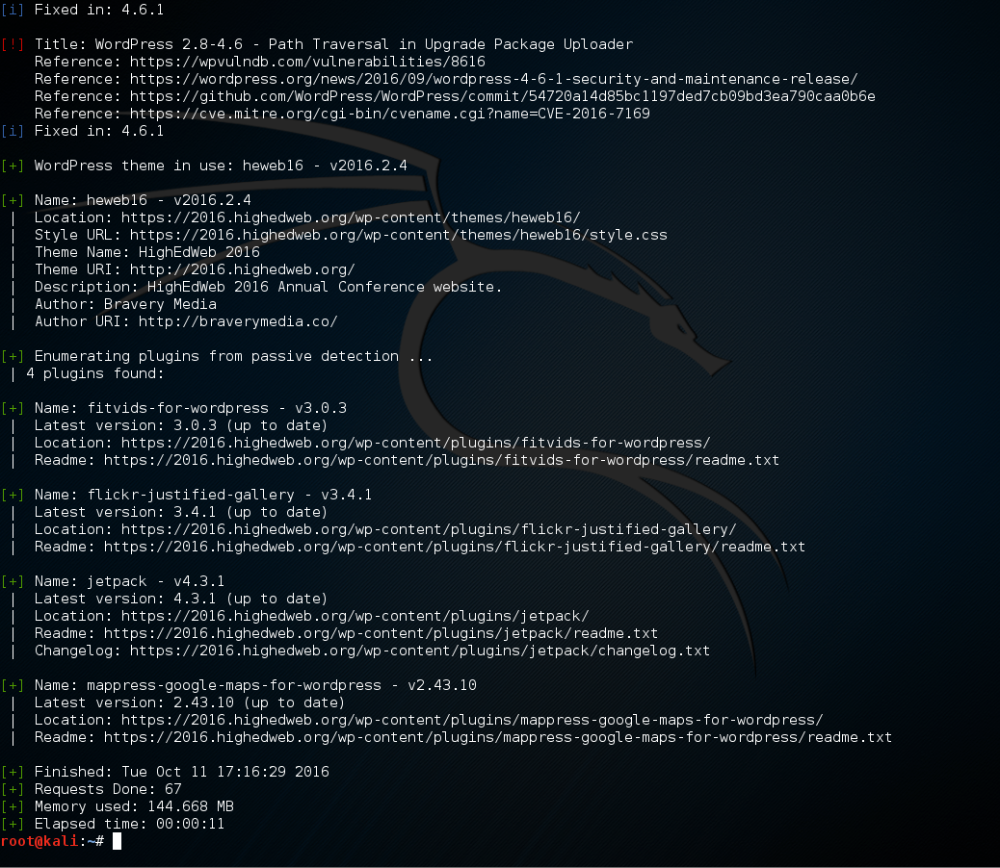 [i] Fixed in: 4.6.1
[!] Title: WordPress 2.8-4.6 - Path Traversal in Upgrade Package Uploader
Reference: https://wpvulndb.com/vulnerabilities/8616
Reference: https://wordpress.org/news/2016/09/wordpress-4-6-1-security-and-maintenance-release/
Reference: https://github.com/WordPress/WordPress/commit/54720a14d85bc1197ded7cb09bd3ea790caa0b6e
Reference: https://cve.mitre.org/cgi-bin/cvename.cgi?name=CVE-2016-7169
[i] Fixed in: 4.6.1
[+] WordPress theme in use: heweb16 - v2016.2.4
[+] Name: heweb16 - v2016.2.4
| Location: https://2016.highedweb.org/wp-content/themes/heweb16/
| Style URL: https://2016.highedweb.org/wp-content/themes/heweb16/style.css
| Theme Name: HighEdWeb 2016
| Theme URI: http://2016.highedweb.org/
| Description: HighEdWeb 2016 Annual Conference website.
| Author: Bravery Media
| Author URI: http://braverymedia.co/
[+] Enumerating plugins from passive detection ...
| 4 plugins found:
[+] Name: fitvids-for-wordpress - v3.0.3
| Latest version: 3.0.3 (up to date)
| Location: https://2016.highedweb.org/wp-content/plugins/fitvids-for-wordpress/
| Readme: https://2016.highedweb.org/wp-content/plugins/fitvids-for-wordpress/readme.txt
[+] Name: flickr-justified-gallery - v3.4.1
| Latest version: 3.4.1 (up to date)
| Location: https://2016.highedweb.org/wp-content/plugins/flickr-justified-gallery/
| Readme: https://2016.highedweb.org/wp-content/plugins/flickr-justified-gallery/readme.txt
[+] Name: jetpack - v4.3.1
| Latest version: 4.3.1 (up to date)
| Location: https://2016.highedweb.org/wp-content/plugins/jetpack/
| Readme: https://2016.highedweb.org/wp-content/plugins/jetpack/readme.txt
| Changelog: https://2016.highedweb.org/wp-content/plugins/jetpack/changelog.txt
[+] Name: mappress-google-maps-for-wordpress - v2.43.10
| Latest version: 2.43.10 (up to date)
| Location: https://2016.highedweb.org/wp-content/plugins/mappress-google-maps-for-wordpress/
| Readme: https://2016.highedweb.org/wp-content/plugins/mappress-google-maps-for-wordpress/readme.txt
[+] Finished: Tue Oct 11 17:16:29 2016
[+] Requests Done: 67
[+] Memory used: 144.668 MB
[+] Elapsed time: 00:00:11
root@kali:~#